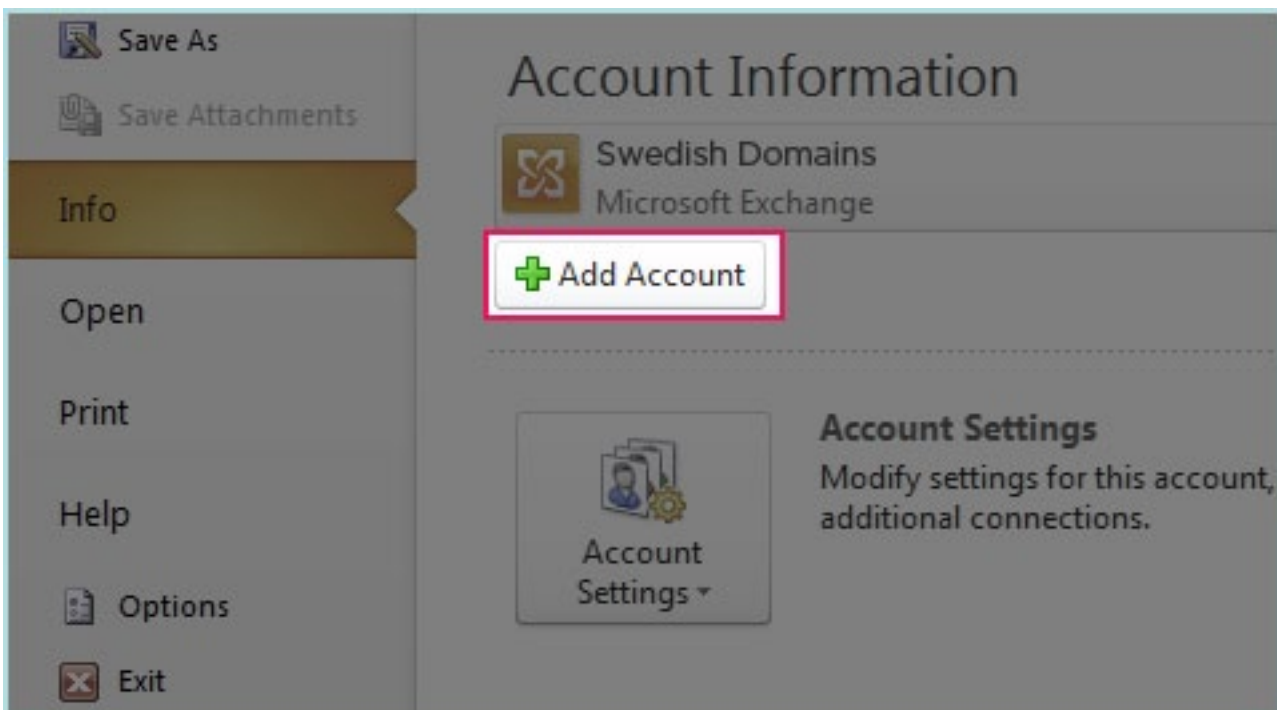 Save As
Save Attachments
Info
Open
Print
Help
Options
Exit
Account Information
Swedish Domains
Microsoft Exchange
Add Account
Account
Settings
Account Settings
Modify settings for this account,
additional connections.